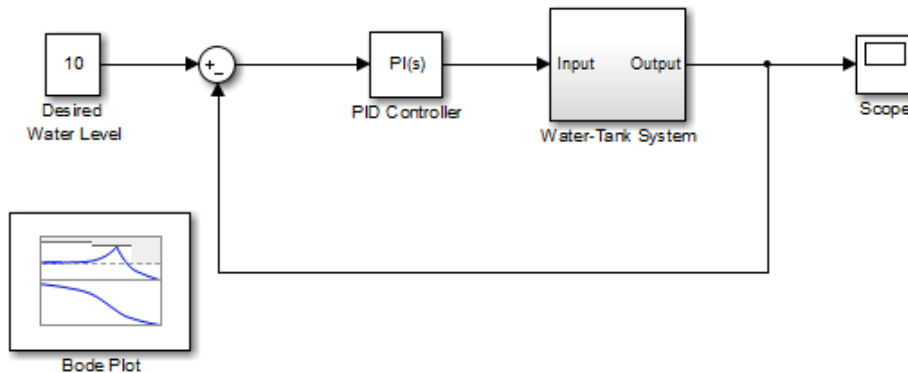 10
Desired
Water Level
PI(s)
PID Controller
Input Output
Water-Tank System
Scope
Bode Plot